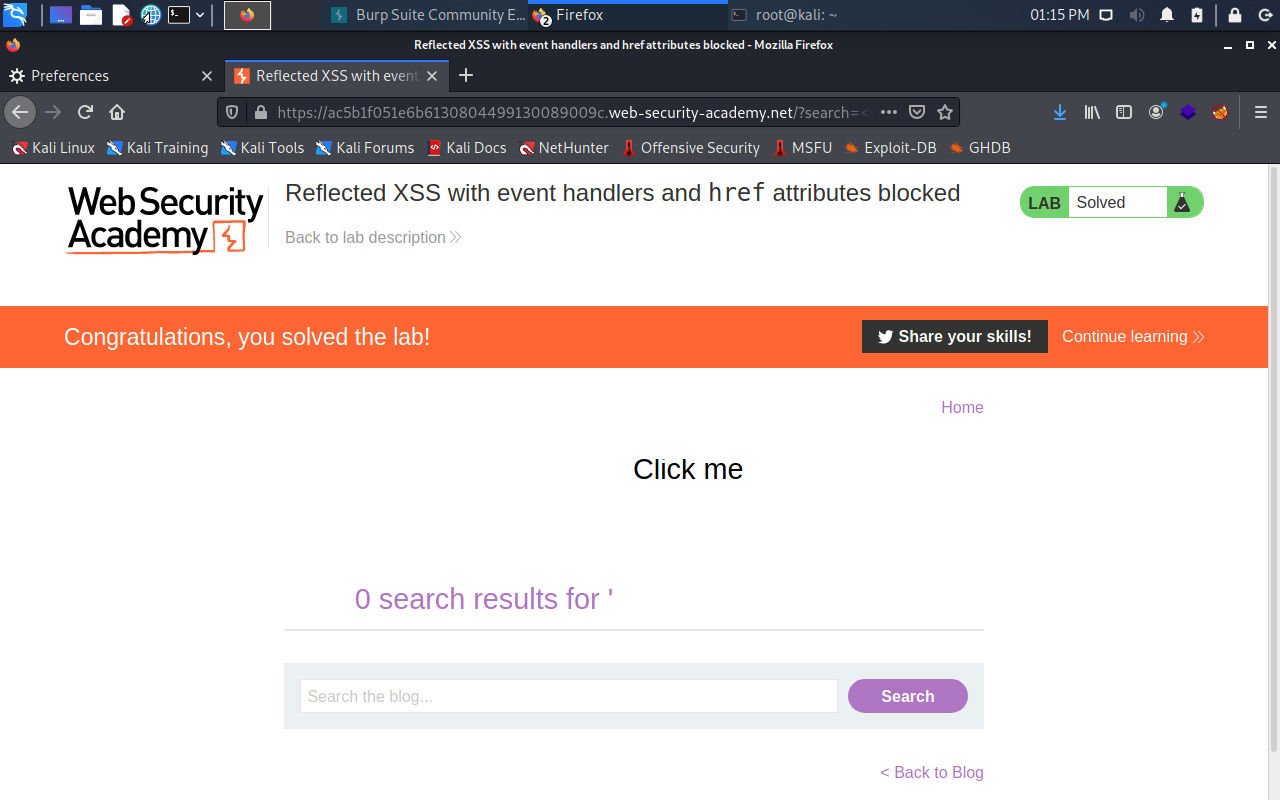 Burp Suite Community E...
2
Firefox
root@kali: ~
01:15 PM
Reflected XSS with event handlers and href attributes blocked - Mozilla Firefox
Preferences
Reflected XSS with event
https://ac5b1f051e6b6130804499130089009c.web-security-academy.net/?search=<
Kali Linux
Kali Training
Kali Tools
Kali Forums
Kali Docs
NetHunter
Offensive Security
MSFU
Exploit-DB
GHDB
Web Security
Academy
Reflected XSS with event handlers and href attributes blocked
Back to lab description
LAB
Solved
Congratulations, you solved the lab!
Share your skills!
Continue learning
Home
Click me
0 search results for '
Search the blog...
Search
< Back to Blog